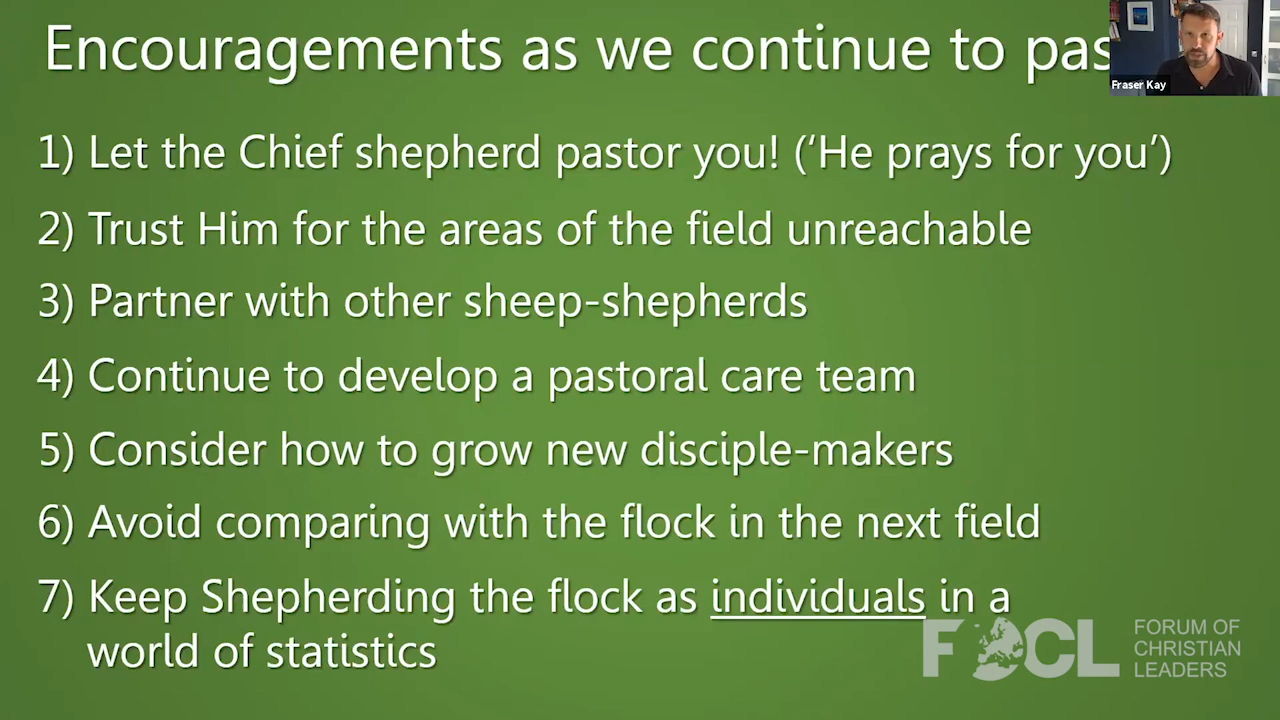 Encouragements as we continue to pas
Fraser Kay
1) Let the Chief shepherd pastor you! (‘He prays for you’)
2) Trust Him for the areas of the field unreachable
3) Partner with other sheep-shepherds
4) Continue to develop a pastoral care team
5) Consider how to grow new disciple-makers
6) Avoid comparing with the flock in the next field
7) Keep Shepherding the flock as individuals in a
world of statistics
FOCL
FORUM OF
CHRISTIAN
LEADERS